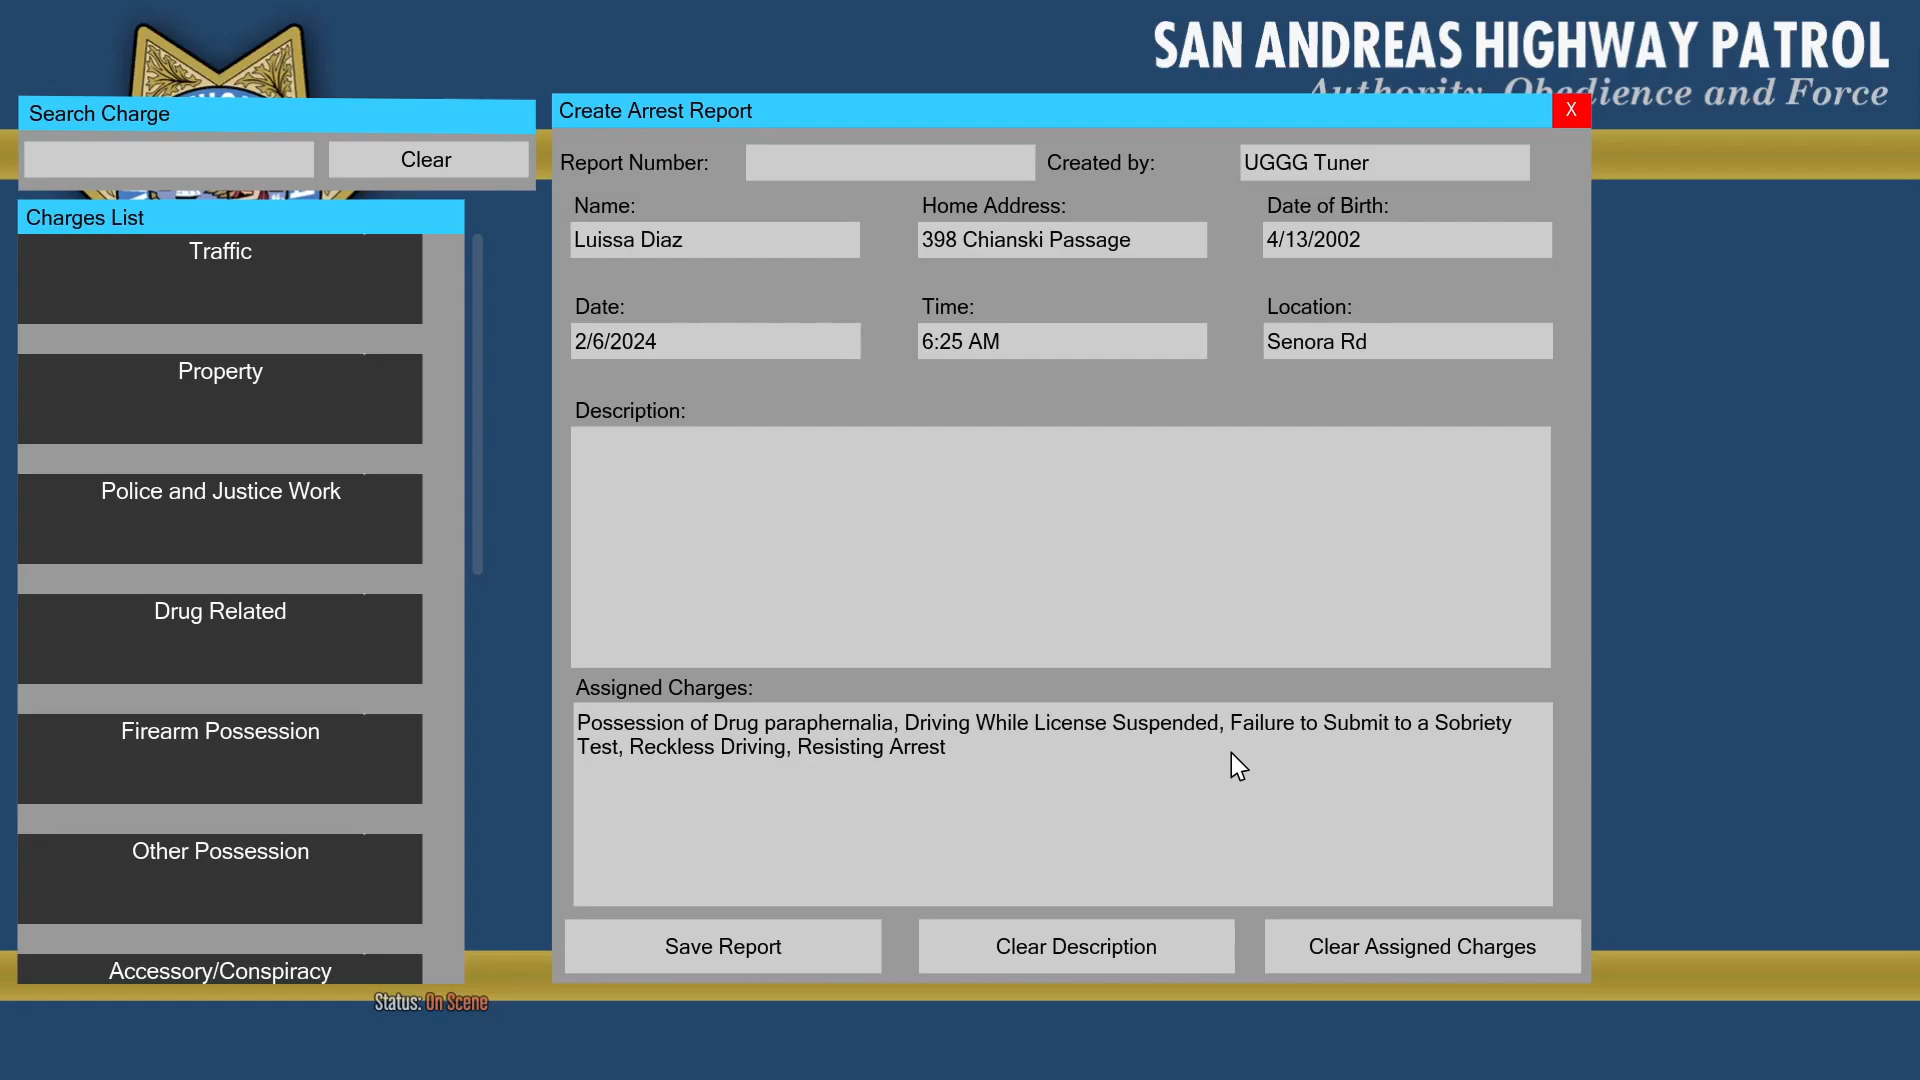 SAN ANDREAS HIGHWAY PATROL
Authority, Obedience and Force
Search Charge
Clear
Charges List
Traffic
Property
Police and Justice Work
Drug Related
Firearm Possession
Other Possession
Accessory/Conspiracy
Create Arrest Report
X
Report Number:
Created by:
UGGG Tuner
Name:
Home Address:
Date of Birth:
Luissa Diaz
398 Chianski Passage
4/13/2002
Date:
Time:
Location:
2/6/2024
6:25 AM
Senora Rd
Description:
Assigned Charges:
Possession of Drug paraphernalia, Driving While License Suspended, Failure to Submit to a Sobriety
Test, Reckless Driving, Resisting Arrest
Save Report
Clear Description
Clear Assigned Charges
Status: On Scene